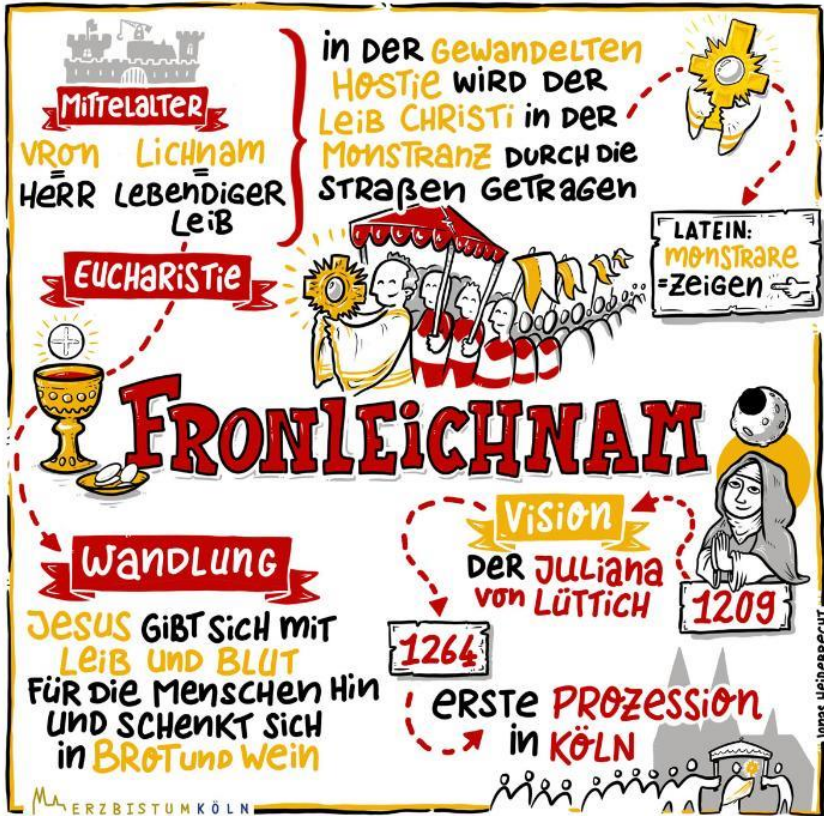 Mittelalter
VRON LICHNAM
= =
HERR LEBENDIGER
LEIB
EUCHARISTIE
in DER GEWANDELTEN
HOSTIE WIRD DER
LEIB CHRISTI in DER
MONSTRANZ DURCH DIE
STRAßEN GETRAGEN
LATEIN:
monstrare
=ZEIGEN
FRONLEICHNAM
WANDLUNG
JESUS GIBT SICH MIT
LEIB UND BLUT
FÜR DIE MENSCHEN HIN
UND SCHENKT SICH
in BROT UND WEIN
VISION
DER JULIANA
von LÜTTICH
1209
1264
ERSTE PROZESSION
in KÖLN
Jonas Heidebrecht
ERZBISTUM KÖLN